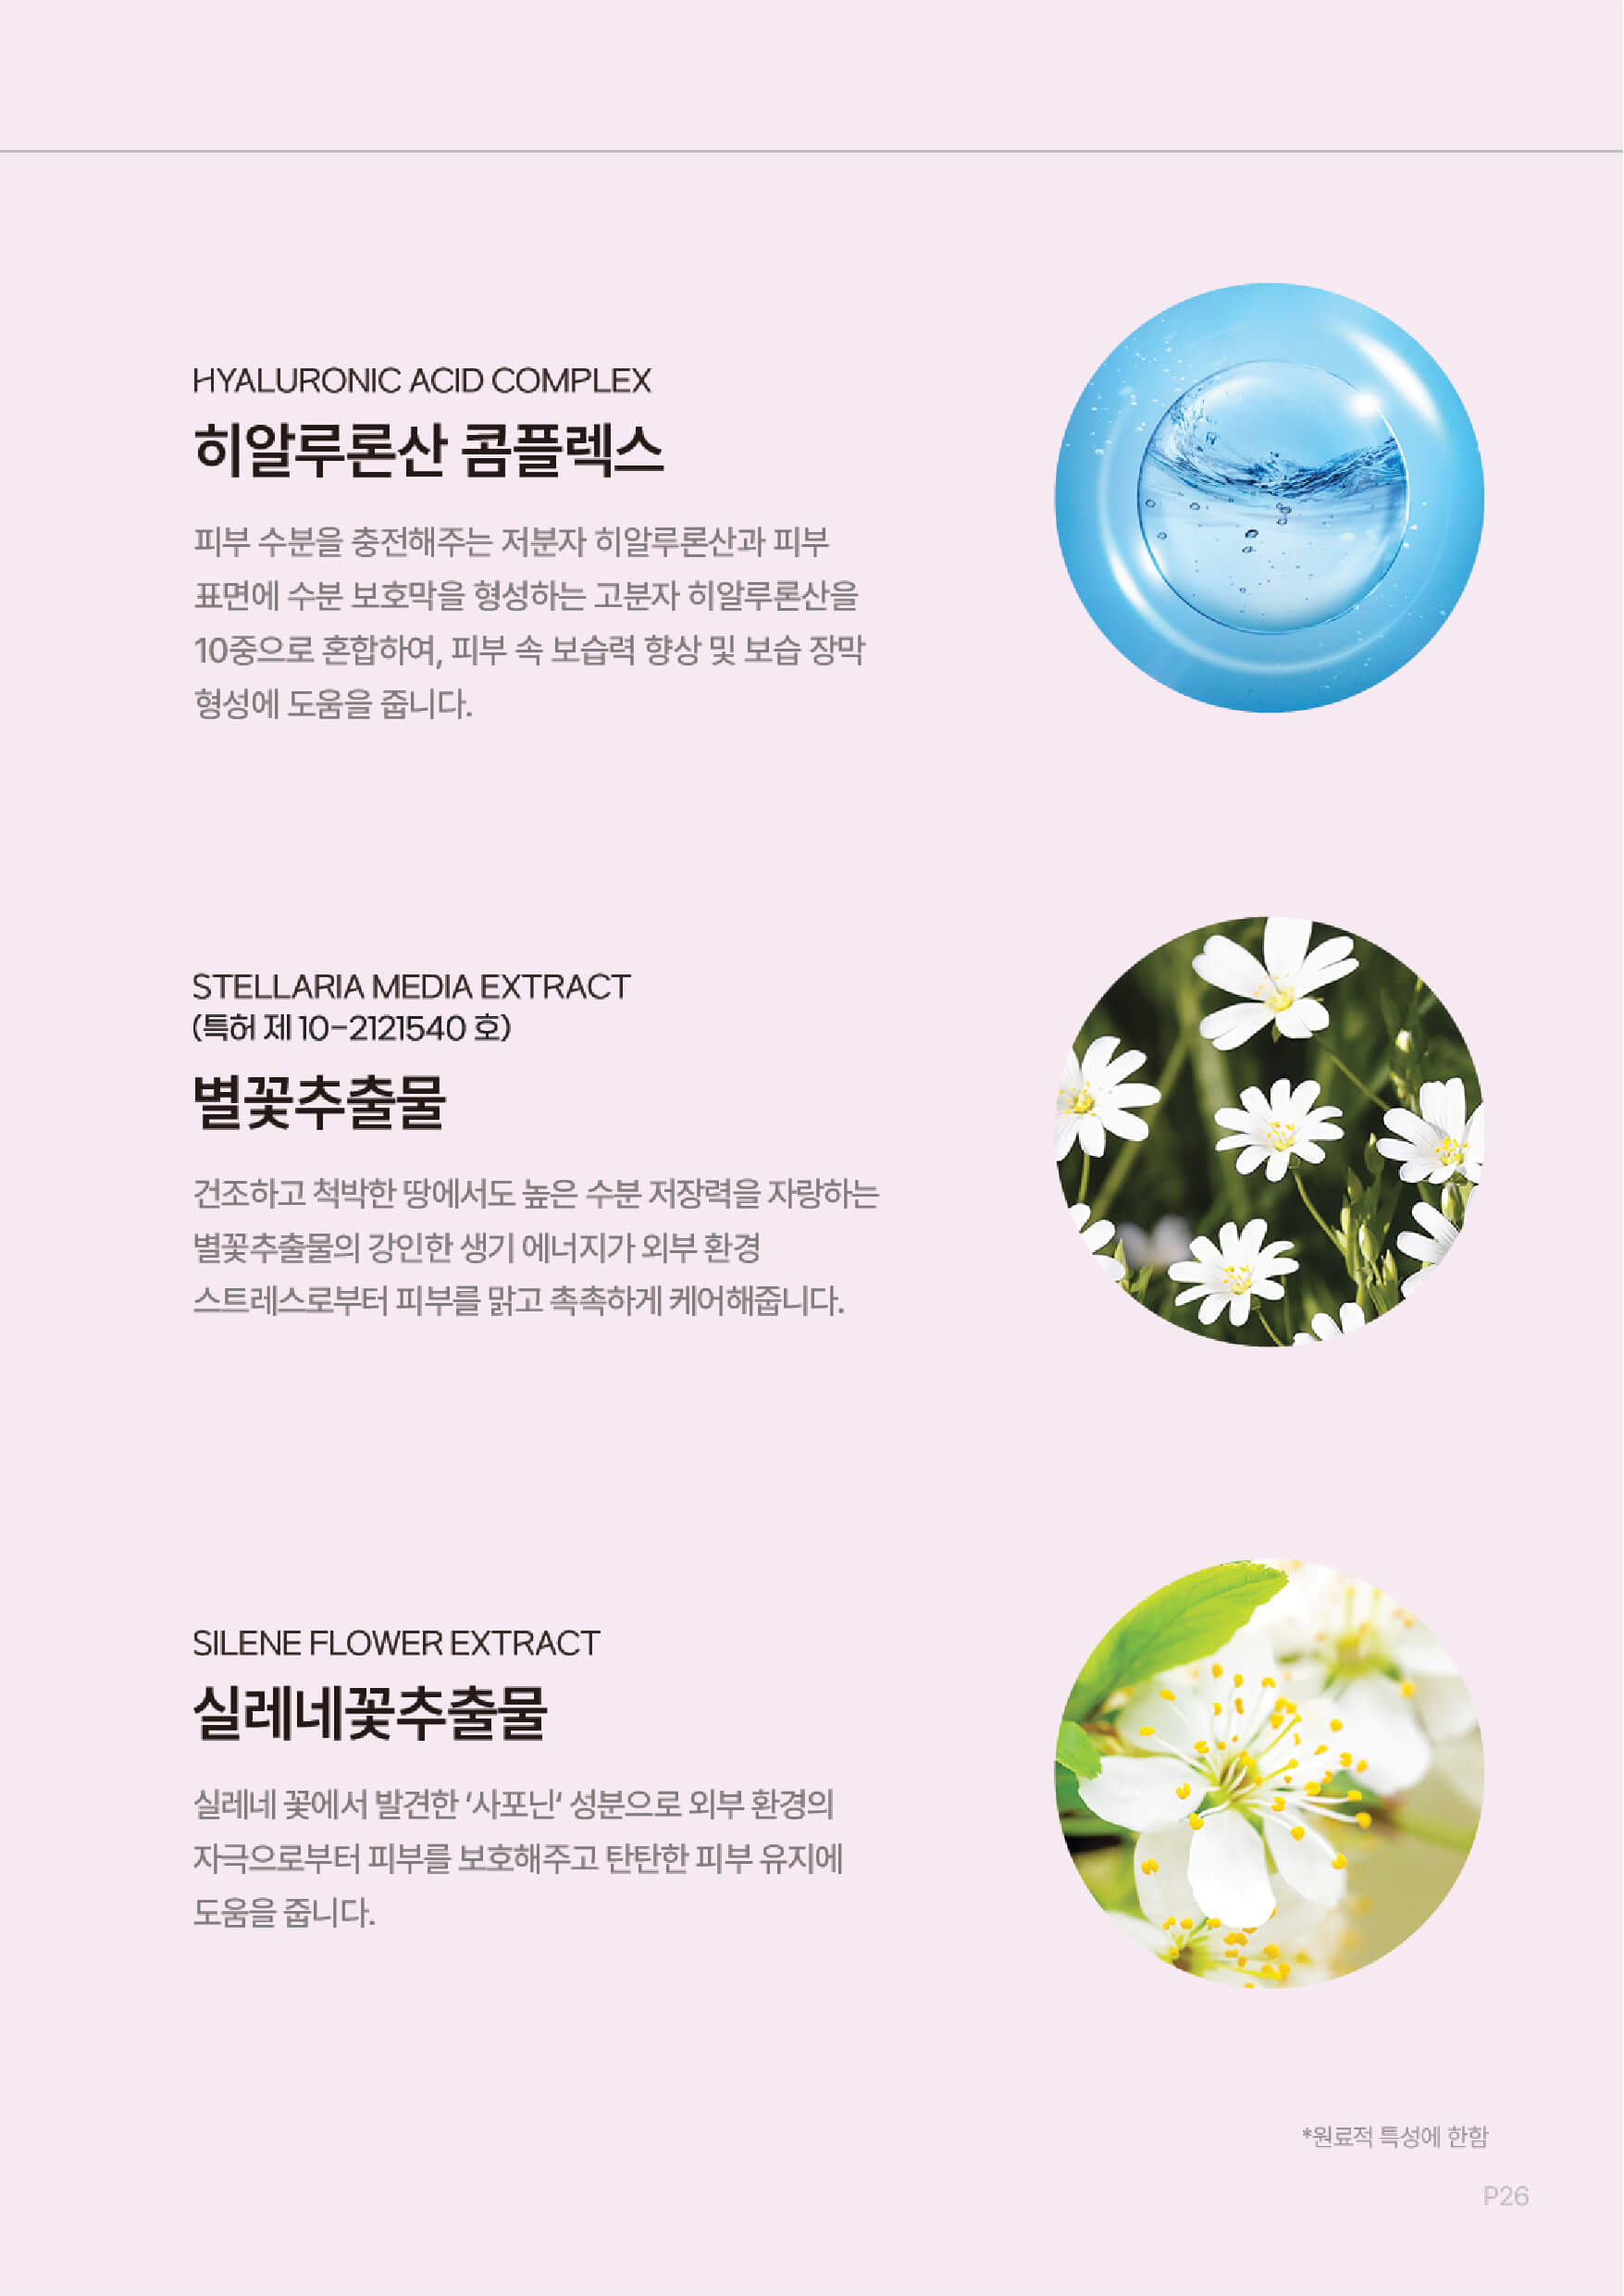 HYALURONIC ACID COMPLEX
히알루론산 콤플렉스
피부 수분을 충전해주는 저분자 히알루론산과 피부
표면에 수분 보호막을 형성하는 고분자 히알루론산을
10중으로 혼합하여, 피부 속 보습력 향상 및 보습 장막
형성에 도움을 줍니다.
STELLARIA MEDIA EXTRACT
(특허 제 10-2121540 호)
별꽃추출물
건조하고 척박한 땅에서도 높은 수분 저장력을 자랑하는
별꽃추출물의 강인한 생기 에너지가 외부 환경
스트레스로부터 피부를 맑고 촉촉하게 케어해줍니다.
SILENE FLOWER EXTRACT
실레네꽃추출물
실레네 꽃에서 발견한 ‘사포닌‘ 성분으로 외부 환경의
자극으로부터 피부를 보호해주고 탄탄한 피부 유지에
도움을 줍니다.
*원료적 특성에 한함
P26